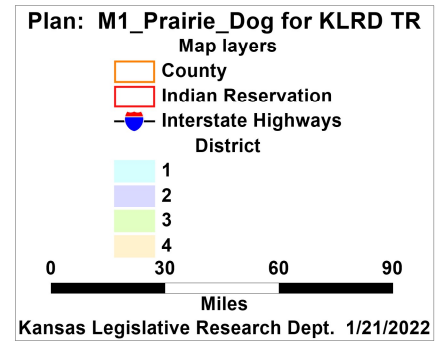 Plan:  M1_Prairie_Dog for KLRD TR
Map layers
County
Indian Reservation
Interstate Highways
District
1
2
3
4
0 30 60 90
Miles
Kansas Legislative Research Dept.  1/21/2022